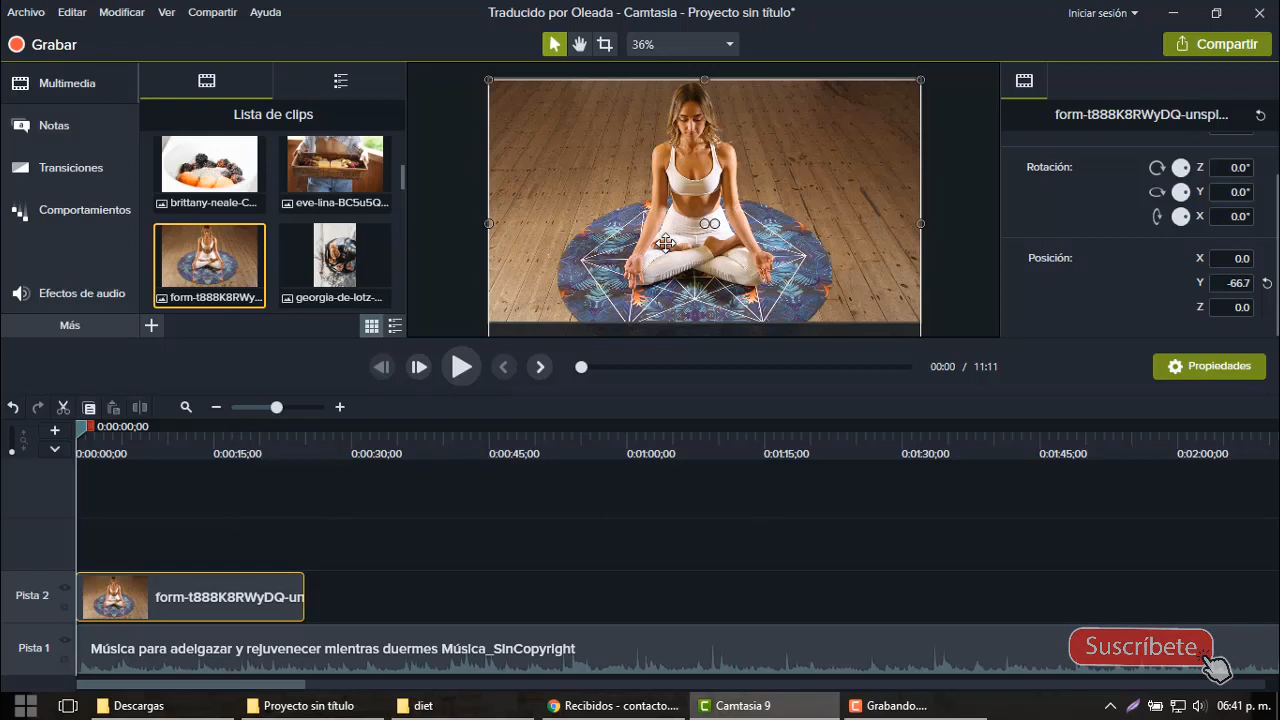 Archivo Editar Modificar Ver Compartir Ayuda
Traducido por Oleada - Camtasia - Proyecto sin título*
Iniciar sesión
Grabar
36%
Compartir
Multimedia
Notas
Transiciones
Comportamientos
Efectos de audio
Más
Lista de clips
brittany-neale-C...
eve-lina-BC5u5Q...
form-t888K8RWy...
georgia-de-lotz-...
form-t888K8RWyDQ-unspl...
Rotación:
Z 0.0°
Y 0.0°
X 0.0°
Posición:
X 0.0
Y -66.7
Z 0.0
00:00 / 11:11
Propiedades
0:00:00;00
0:00:00;00 0:00:15;00 0:00:30;00 0:00:45;00 0:01:00;00 0:01:15;00 0:01:30;00 0:01:45;00 0:02:00;00
Pista 2
form-t888K8RWyDQ-un
Pista 1
Música para adelgazar y rejuvenecer mientras duermes Música_SinCopyright
Suscríbete
Descargas
Proyecto sin título
diet
Recibidos - contacto....
Camtasia 9
Grabando....
06:41 p. m.